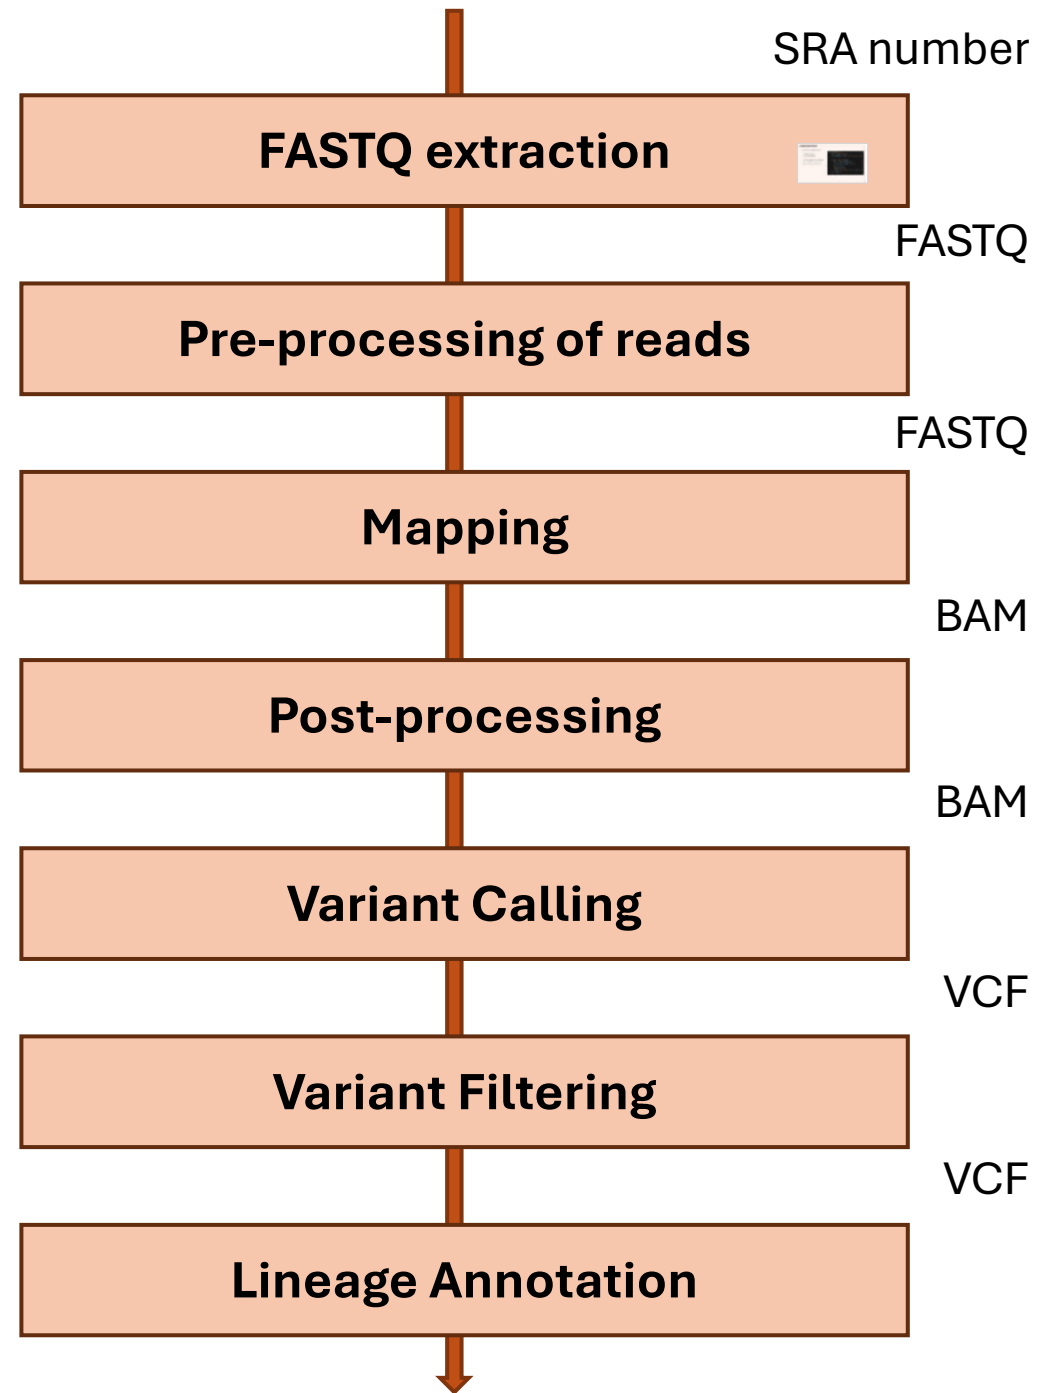 SRA number
FASTQ extraction
FASTQ
Pre-processing of reads
FASTQ
Mapping
BAM
Post-processing
BAM
Variant Calling
VCF
Variant Filtering
VCF
Lineage Annotation